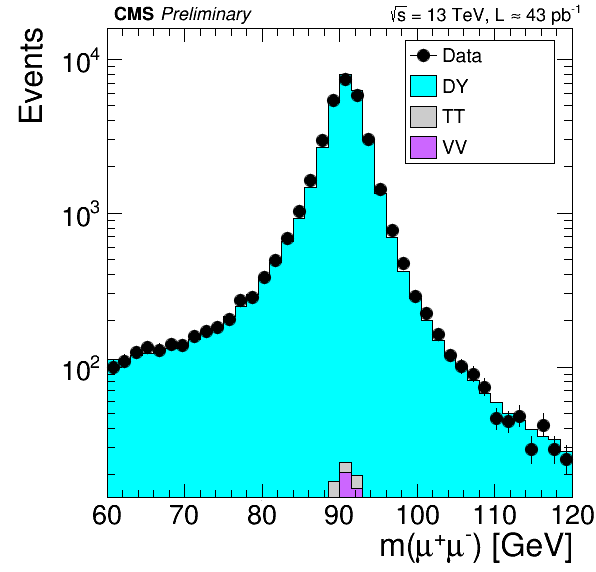 CMS Preliminary √s = 13 TeV, L ≈ 43 pb⁻¹
Events
10⁴
10³
10²
Data
DY
TT
VV
60 70 80 90 100 110 120
m(μ⁺μ⁻) [GeV]